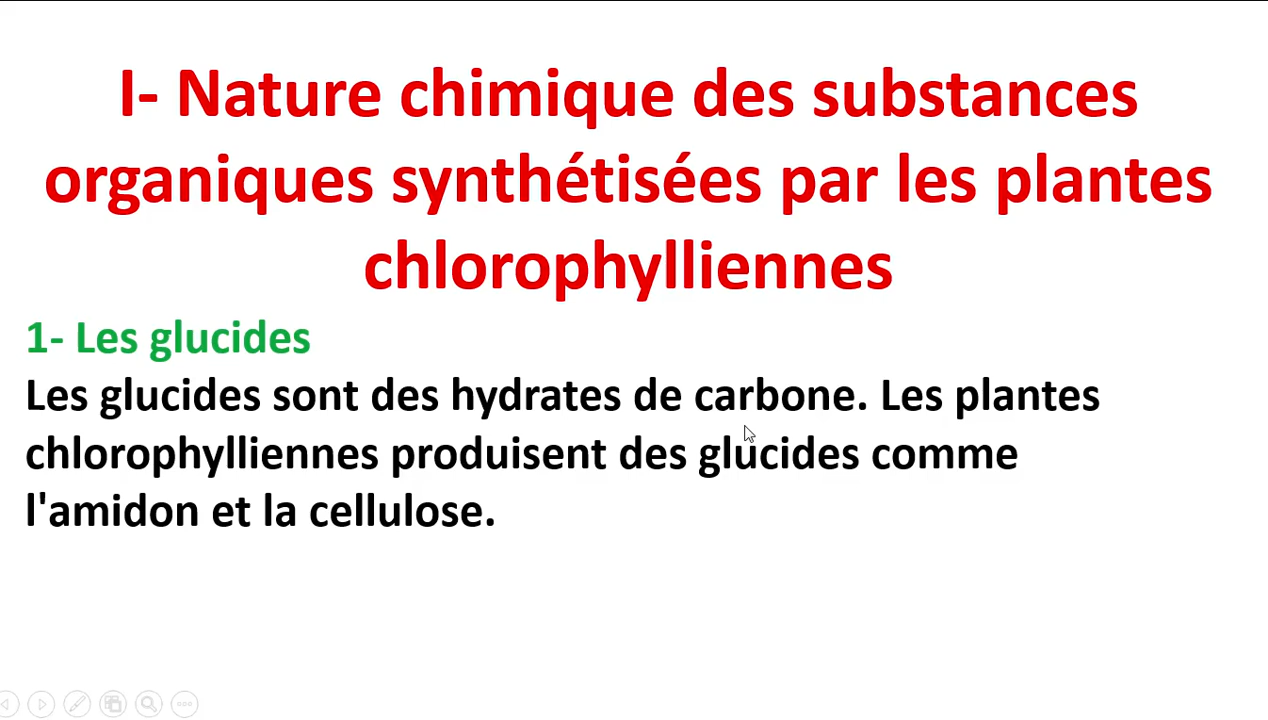 I- Nature chimique des substances
organiques synthétisées par les plantes
chlorophylliennes
1- Les glucides
Les glucides sont des hydrates de carbone. Les plantes
chlorophylliennes produisent des glucides comme
l'amidon et la cellulose.